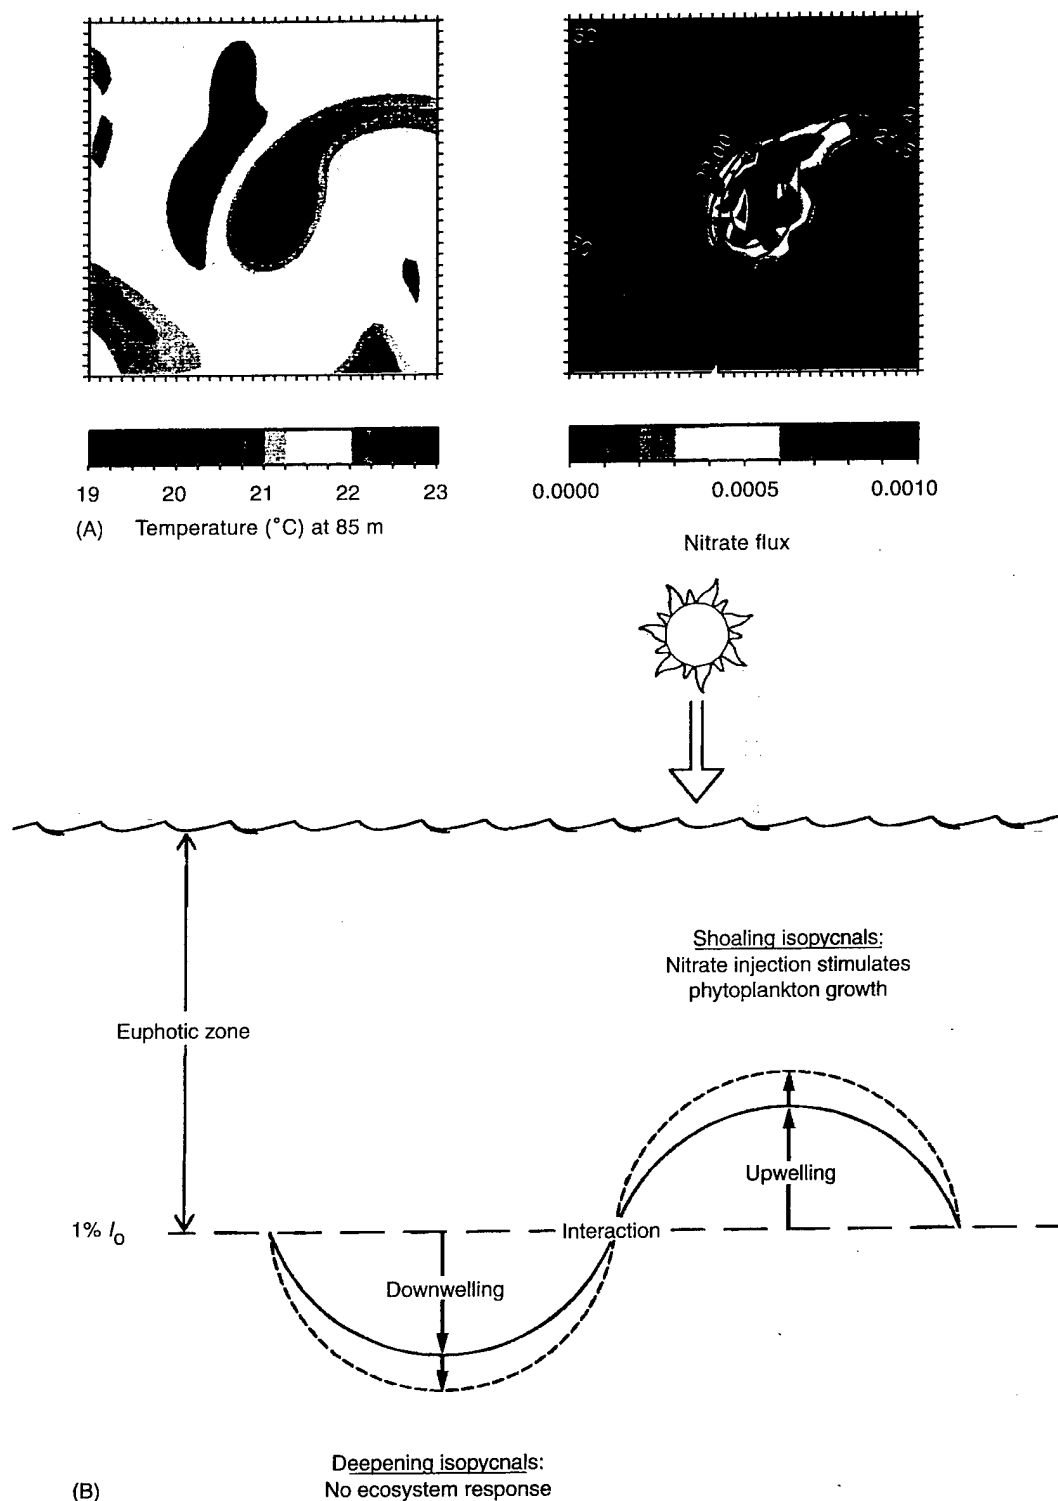 19 20 21 22 23
(A) Temperature (°C) at 85 m
0.0000 0.0005 0.0010
Nitrate flux
Shoaling isopycnals:
Nitrate injection stimulates
phytoplankton growth
Euphotic zone
Upwelling
1% I₀
Interaction
Downwelling
Deepening isopycnals:
No ecosystem response
(B)